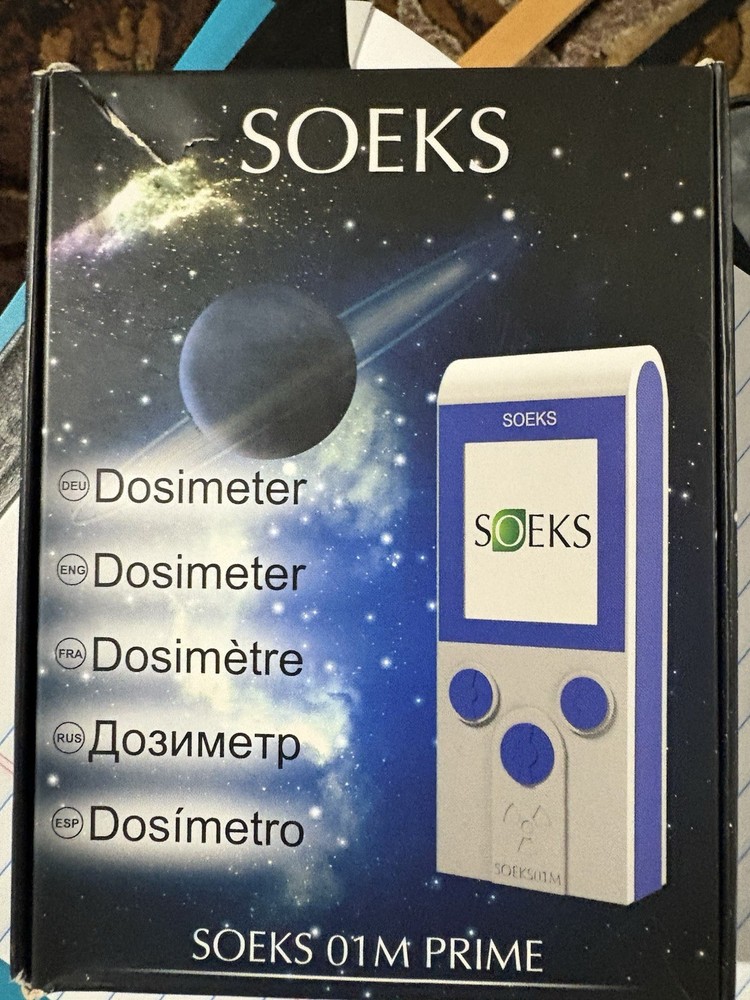 SOEKS
SOEKS
SOEKS
DEU Dosimeter
ENG Dosimeter
FRA Dosimètre
RUS Дозиметр
ESP Dosímetro
SOEKS01M
SOEKS 01M PRIME